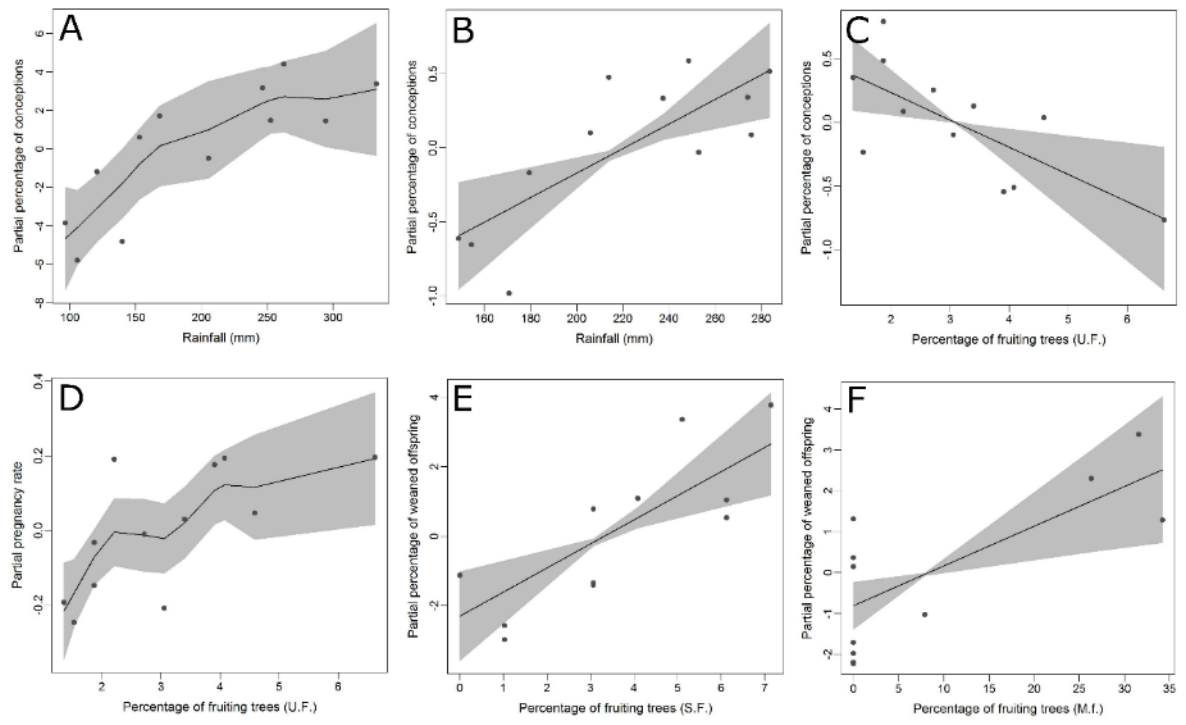 A
Partial percentage of conceptions
6
4
2
0
-2
-4
-6
-8
100 150 200 250 300
Rainfall (mm)
B
Partial percentage of conceptions
0.5
0.0
-0.5
-1.0
160 180 200 220 240 260 280
Rainfall (mm)
C
Partial percentage of conceptions
0.5
0.0
-0.5
-1.0
2 3 4 5 6
Percentage of fruiting trees (U.F.)
D
Partial pregnancy rate
0.4
0.2
0.0
-0.2
2 3 4 5 6
Percentage of fruiting trees (U.F.)
E
Partial percentage of weaned offspring
4
2
0
-2
0 1 2 3 4 5 6 7
Percentage of fruiting trees (S.F.)
F
Partial percentage of weaned offspring
4
3
2
1
0
-1
-2
0 5 10 15 20 25 30 35
Percentage of fruiting trees (M.f.)